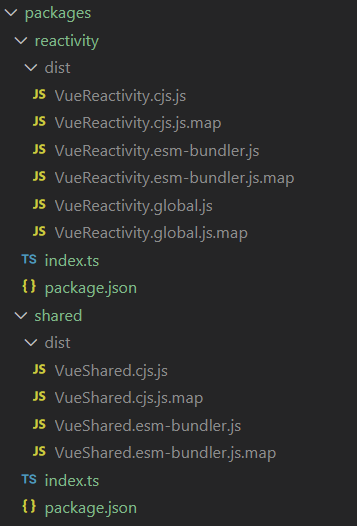 packages
reactivity
dist
JS VueReactivity.cjs.js
JS VueReactivity.cjs.js.map
JS VueReactivity.esm-bundler.js
JS VueReactivity.esm-bundler.js.map
JS VueReactivity.global.js
JS VueReactivity.global.js.map
TS index.ts
{} package.json
shared
dist
JS VueShared.cjs.js
JS VueShared.cjs.js.map
JS VueShared.esm-bundler.js
JS VueShared.esm-bundler.js.map
TS index.ts
{} package.json